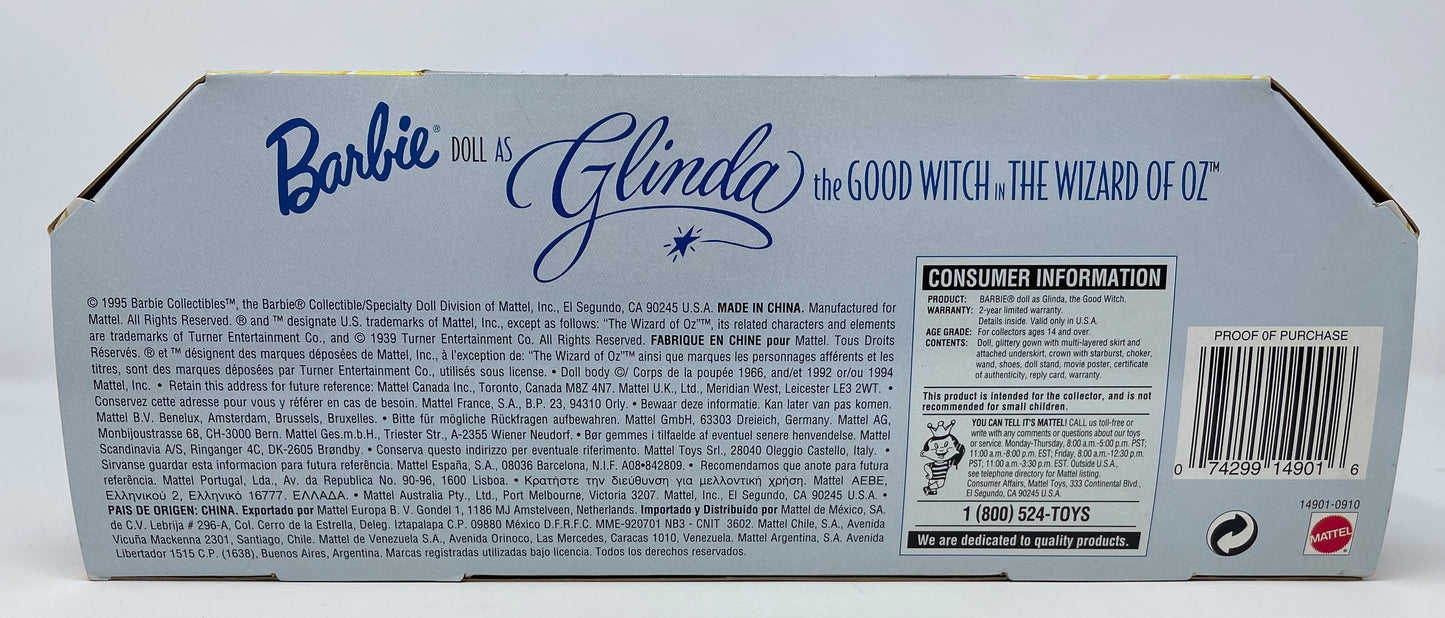 Barbie® DOLL AS Glinda the GOOD WITCH IN THE WIZARD OF OZ™
© 1995 Barbie Collectibles™, the Barbie® Collectible/Specialty Doll Division of Mattel, Inc., El Segundo, CA 90245 U.S.A. MADE IN CHINA. Manufactured for
Mattel. All Rights Reserved. ® and ™ designate U.S. trademarks of Mattel, Inc., except as follows: "The Wizard of Oz"™, its related characters and elements
are trademarks of Turner Entertainment Co., and © 1939 Turner Entertainment Co. All Rights Reserved. FABRIQUE EN CHINE pour Mattel. Tous Droits
Réservés. ® et ™ désignent des marques déposées de Mattel, Inc., à l'exception de: "The Wizard of Oz"™ ainsi que marques les personnages afférents et les
titres, sont des marques déposées par Turner Entertainment Co., utilisés sous license. • Doll body ©/ Corps de la poupée 1966, and/et 1992 or/ou 1994
Mattel, Inc. • Retain this address for future reference: Mattel Canada Inc., Toronto, Canada M8Z 4N7. Mattel U.K., Ltd., Meridian West, Leicester LE3 2WT. •
Conservez cette adresse pour vous y référer en cas de besoin. Mattel France, S.A., B.P. 23, 94310 Orly. • Bewaar deze informatie. Kan later van pas komen.
Mattel B.V. Benelux, Amsterdam, Brussels, Bruxelles. • Bitte für mögliche Rückfragen aufbewahren. Mattel GmbH, 63303 Dreieich, Germany. Mattel AG,
Monbijoustrasse 68, CH-3000 Bern. Mattel Ges.m.b.H., Triester Str., A-2355 Wiener Neudorf. • Bør gemmes i tilfaelde af eventuel senere henvendelse. Mattel
Scandinavia A/S, Ringager 4C, DK-2605 Brøndby. • Conserva questo indirizzo per eventuale riferimento. Mattel Toys Srl., 28040 Oleggio Castello, Italy. •
Sirvanse guardar esta informacion para futura referência. Mattel España, S.A., 08036 Barcelona, N.I.F. A08•842809. • Recomendamos que anote para futura
referência. Mattel Portugal, Lda., Av. da Republica No. 90-96, 1600 Lisboa. • Κρατήστε την διεύθυνση για μελλοντική χρήση. Mattel AEBE,
Ελληνικού 2, Ελληνικό 16777. ΕΛΛΑΔΑ. • Mattel Australia Pty., Ltd., Port Melbourne, Victoria 3207. Mattel, Inc., El Segundo, CA 90245 U.S.A. •
PAIS DE ORIGEN: CHINA. Exportado por Mattel Europa B.V. Gondel 1, 1186 MJ Amstelveen, Netherlands. Importado y Distribuido por Mattel de México, SA.
de C.V. Lebrija # 296-A, Col. Cerro de la Estrella, Deleg. Iztapalapa C.P. 09880 México D.F.R.F.C. MME-920701 NB3 - CNIT 3602. Mattel Chile, S.A., Avenida
Vicuña Mackenna 2301, Santiago, Chile. Mattel de Venezuela S.A., Avenida Orinoco, Las Mercedes, Caracas 1010, Venezuela. Mattel Argentina, S.A. Avenida
Libertador 1515 C.P. (1638), Buenos Aires, Argentina. Marcas registradas utilizadas bajo licencia. Todos los derechos reservados.
CONSUMER INFORMATION
PRODUCT: BARBIE® doll as Glinda, the Good Witch.
WARRANTY: 2-year limited warranty.
Details inside. Valid only in U.S.A.
AGE GRADE: For collectors ages 14 and over.
CONTENTS: Doll, glittery gown with multi-layered skirt and
attached underskirt, crown with starburst, choker,
wand, shoes, doll stand, movie poster, certificate
of authenticity, reply card, warranty.
This product is intended for the collector, and is not
recommended for small children.
YOU CAN TELL IT'S MATTEL! CALL us toll-free or
write with any comments or questions about our toys
or service. Monday-Thursday, 8:00 a.m.-5:00 p.m. PST;
11:00 a.m.-8:00 p.m. EST; Friday, 8:00 a.m.-12:30 p.m.
PST; 11:00 a.m.-3:30 p.m. EST. Outside U.S.A.,
see telephone directory for Mattel listing.
Consumer Affairs, Mattel Toys, 333 Continental Blvd.,
El Segundo, CA 90245 U.S.A.
1 (800) 524-TOYS
We are dedicated to quality products.
PROOF OF PURCHASE
0 74299 14901 6
14901-0910
MATTEL®